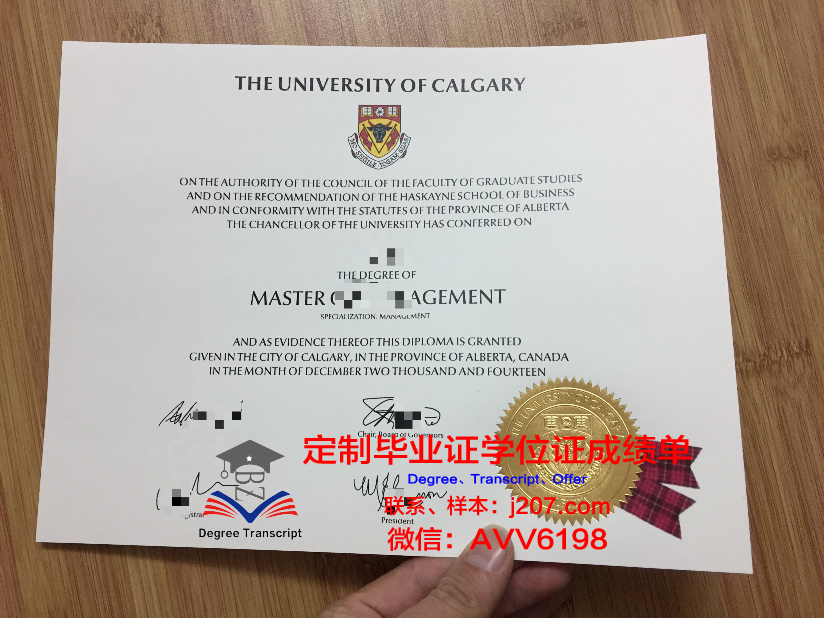 THE UNIVERSITY OF CALGARY
ON THE AUTHORITY OF THE COUNCIL OF THE FACULTY OF GRADUATE STUDIES
AND ON THE RECOMMENDATION OF THE HASKAYNE SCHOOL OF BUSINESS
AND IN CONFORMITY WITH THE STATUTES OF THE PROVINCE OF ALBERTA
THE CHANCELLOR OF THE UNIVERSITY HAS CONFERRED ON
THE DEGREE OF
MASTER
SPECIALIZATION: MANAGEMENT
AND AS EVIDENCE THEREOF THIS DIPLOMA IS GRANTED
GIVEN IN THE CITY OF CALGARY, IN THE PROVINCE OF ALBERTA, CANADA
IN THE MONTH OF DECEMBER TWO THOUSAND AND FOURTEEN
Chair, Board of Governors
定制毕业证学位证成绩单
Degree、Transcript、Offer
联系、样本：j207.com
President
微信：AVV6198
BZ
Degree Transcript
THE UNIVERSITY OF CALGARY